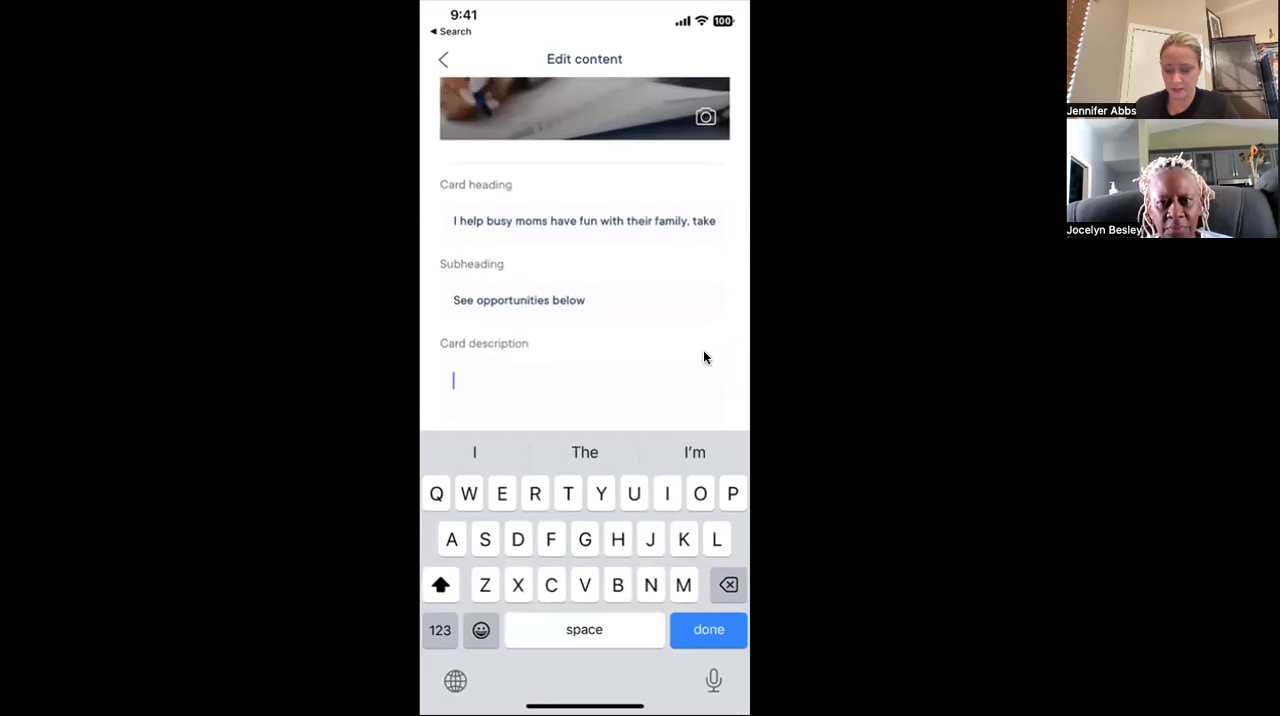 9:41
100
◀ Search
Edit content
Card heading
I help busy moms have fun with their family, take
Subheading
See opportunities below
Card description
I The I'm
Q W E R T Y U I O P
A S D F G H J K L
Z X C V B N M
123 space done
Jennifer Abbs
Jocelyn Besley